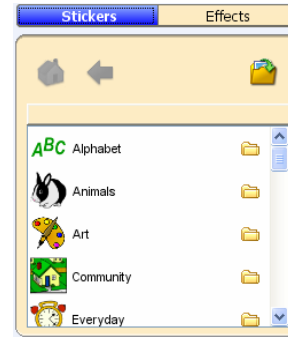 Stickers Effects
ABC Alphabet
Animals
Art
Community
Everyday